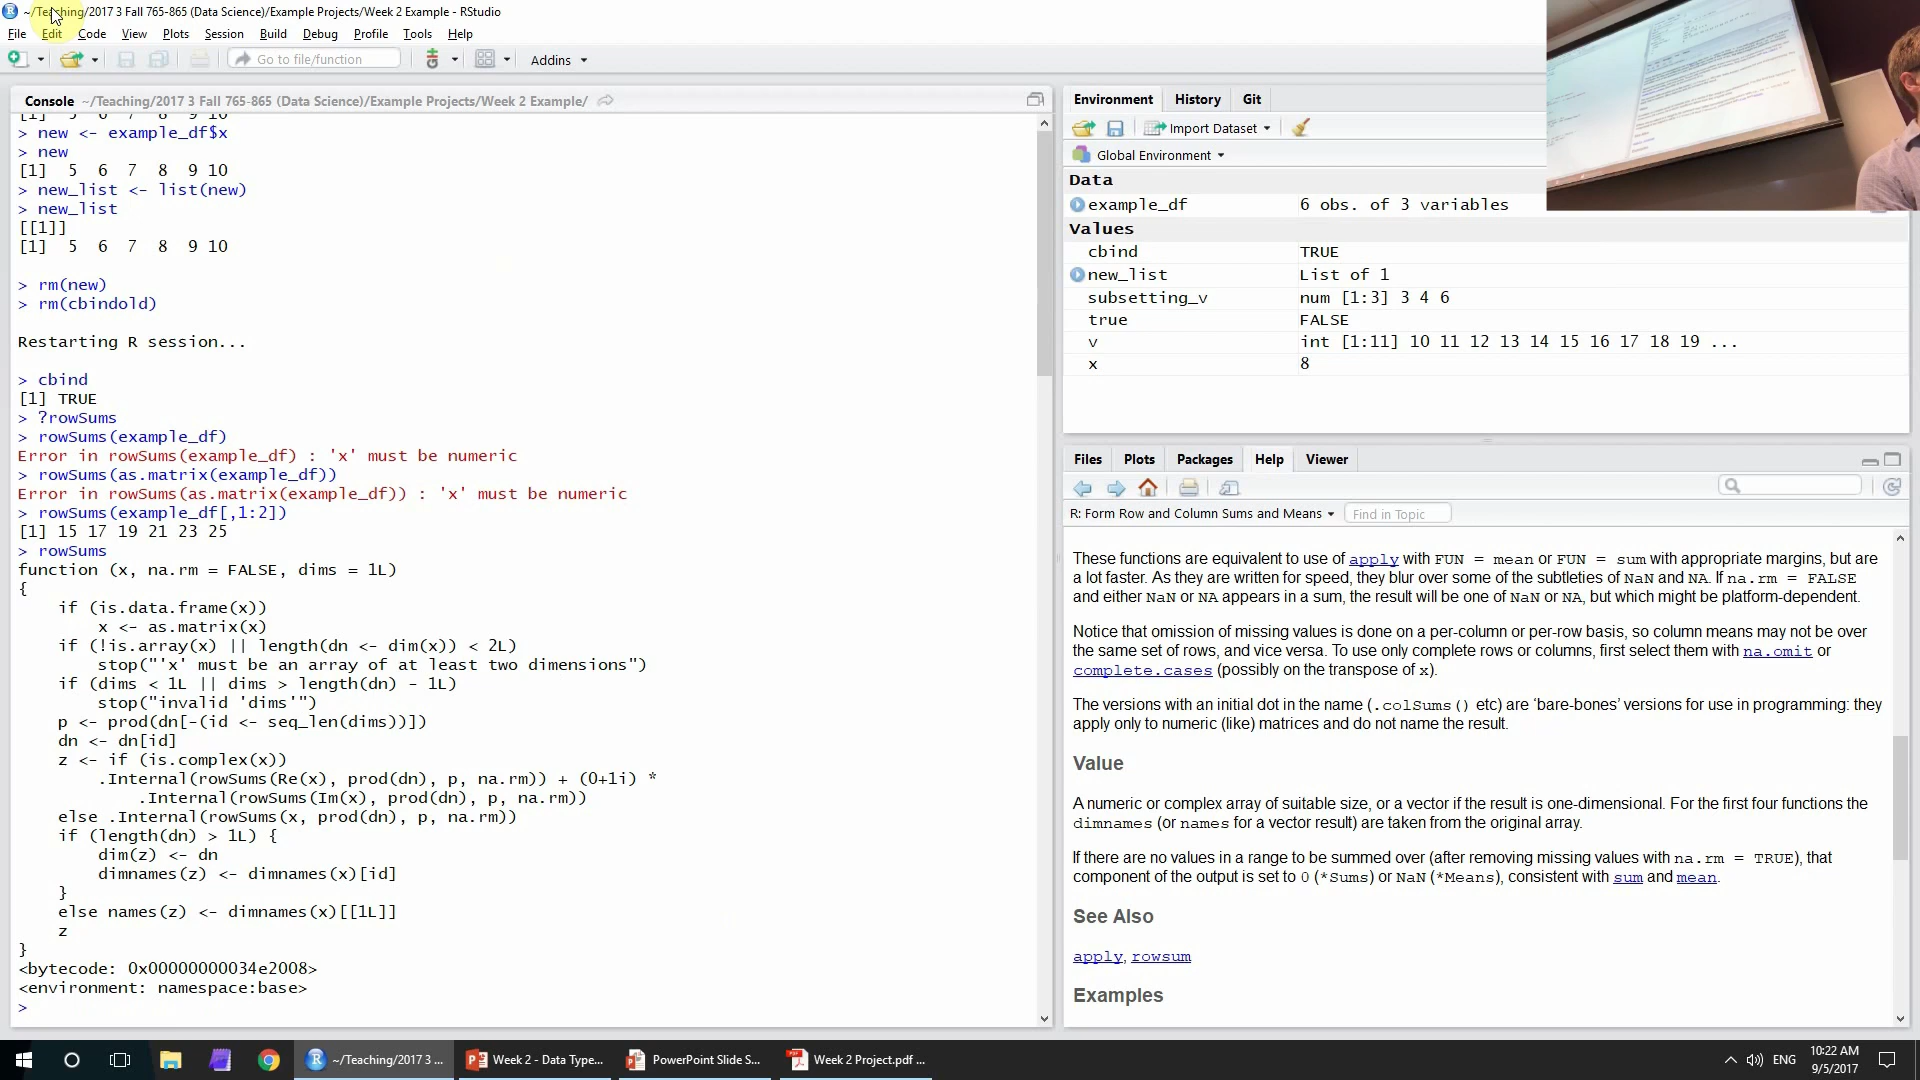 ~/Teaching/2017 3 Fall 765-865 (Data Science)/Example Projects/Week 2 Example - RStudio
File Edit Code View Plots Session Build Debug Profile Tools Help
Go to file/function Addins
Console ~/Teaching/2017 3 Fall 765-865 (Data Science)/Example Projects/Week 2 Example/
[1] 5 6 7 8 9 10
> new <- example_df$x
> new
[1] 5 6 7 8 9 10
> new_list <- list(new)
> new_list
[[1]]
[1] 5 6 7 8 9 10
> rm(new)
> rm(cbindold)
Restarting R session...
> cbind
[1] TRUE
> ?rowSums
> rowSums(example_df)
Error in rowSums(example_df) : 'x' must be numeric
> rowSums(as.matrix(example_df))
Error in rowSums(as.matrix(example_df)) : 'x' must be numeric
> rowSums(example_df[,1:2])
[1] 15 17 19 21 23 25
> rowSums
function (x, na.rm = FALSE, dims = 1L)
{
    if (is.data.frame(x))
        x <- as.matrix(x)
    if (!is.array(x) || length(dn <- dim(x)) < 2L)
        stop("'x' must be an array of at least two dimensions")
    if (dims < 1L || dims > length(dn) - 1L)
        stop("invalid 'dims'")
    p <- prod(dn[-(id <- seq_len(dims))])
    dn <- dn[id]
    z <- if (is.complex(x))
        .Internal(rowSums(Re(x), prod(dn), p, na.rm)) + (0+1i) *
            .Internal(rowSums(Im(x), prod(dn), p, na.rm))
    else .Internal(rowSums(x, prod(dn), p, na.rm))
    if (length(dn) > 1L) {
        dim(z) <- dn
        dimnames(z) <- dimnames(x)[id]
    }
    else names(z) <- dimnames(x)[[1L]]
    z
}
<bytecode: 0x00000000034e2008>
<environment: namespace:base>
>
Environment History Git
Import Dataset
Global Environment
Data
example_df 6 obs. of 3 variables
Values
cbind TRUE
new_list List of 1
subsetting_v num [1:3] 3 4 6
true FALSE
v int [1:11] 10 11 12 13 14 15 16 17 18 19 ...
x 8
Files Plots Packages Help Viewer
R: Form Row and Column Sums and Means Find in Topic
These functions are equivalent to use of apply with FUN = mean or FUN = sum with appropriate margins, but are
a lot faster. As they are written for speed, they blur over some of the subtleties of NaN and NA. If na.rm = FALSE
and either NaN or NA appears in a sum, the result will be one of NaN or NA, but which might be platform-dependent.
Notice that omission of missing values is done on a per-column or per-row basis, so column means may not be over
the same set of rows, and vice versa. To use only complete rows or columns, first select them with na.omit or
complete.cases (possibly on the transpose of x).
The versions with an initial dot in the name (.colSums() etc) are ‘bare-bones’ versions for use in programming: they
apply only to numeric (like) matrices and do not name the result.
Value
A numeric or complex array of suitable size, or a vector if the result is one-dimensional. For the first four functions the
dimnames (or names for a vector result) are taken from the original array.
If there are no values in a range to be summed over (after removing missing values with na.rm = TRUE), that
component of the output is set to 0 (*Sums) or NaN (*Means), consistent with sum and mean.
See Also
apply, rowsum
Examples
~/Teaching/2017 3 ... Week 2 - Data Type... PowerPoint Slide S... Week 2 Project.pdf ...
ENG 10:22 AM
9/5/2017